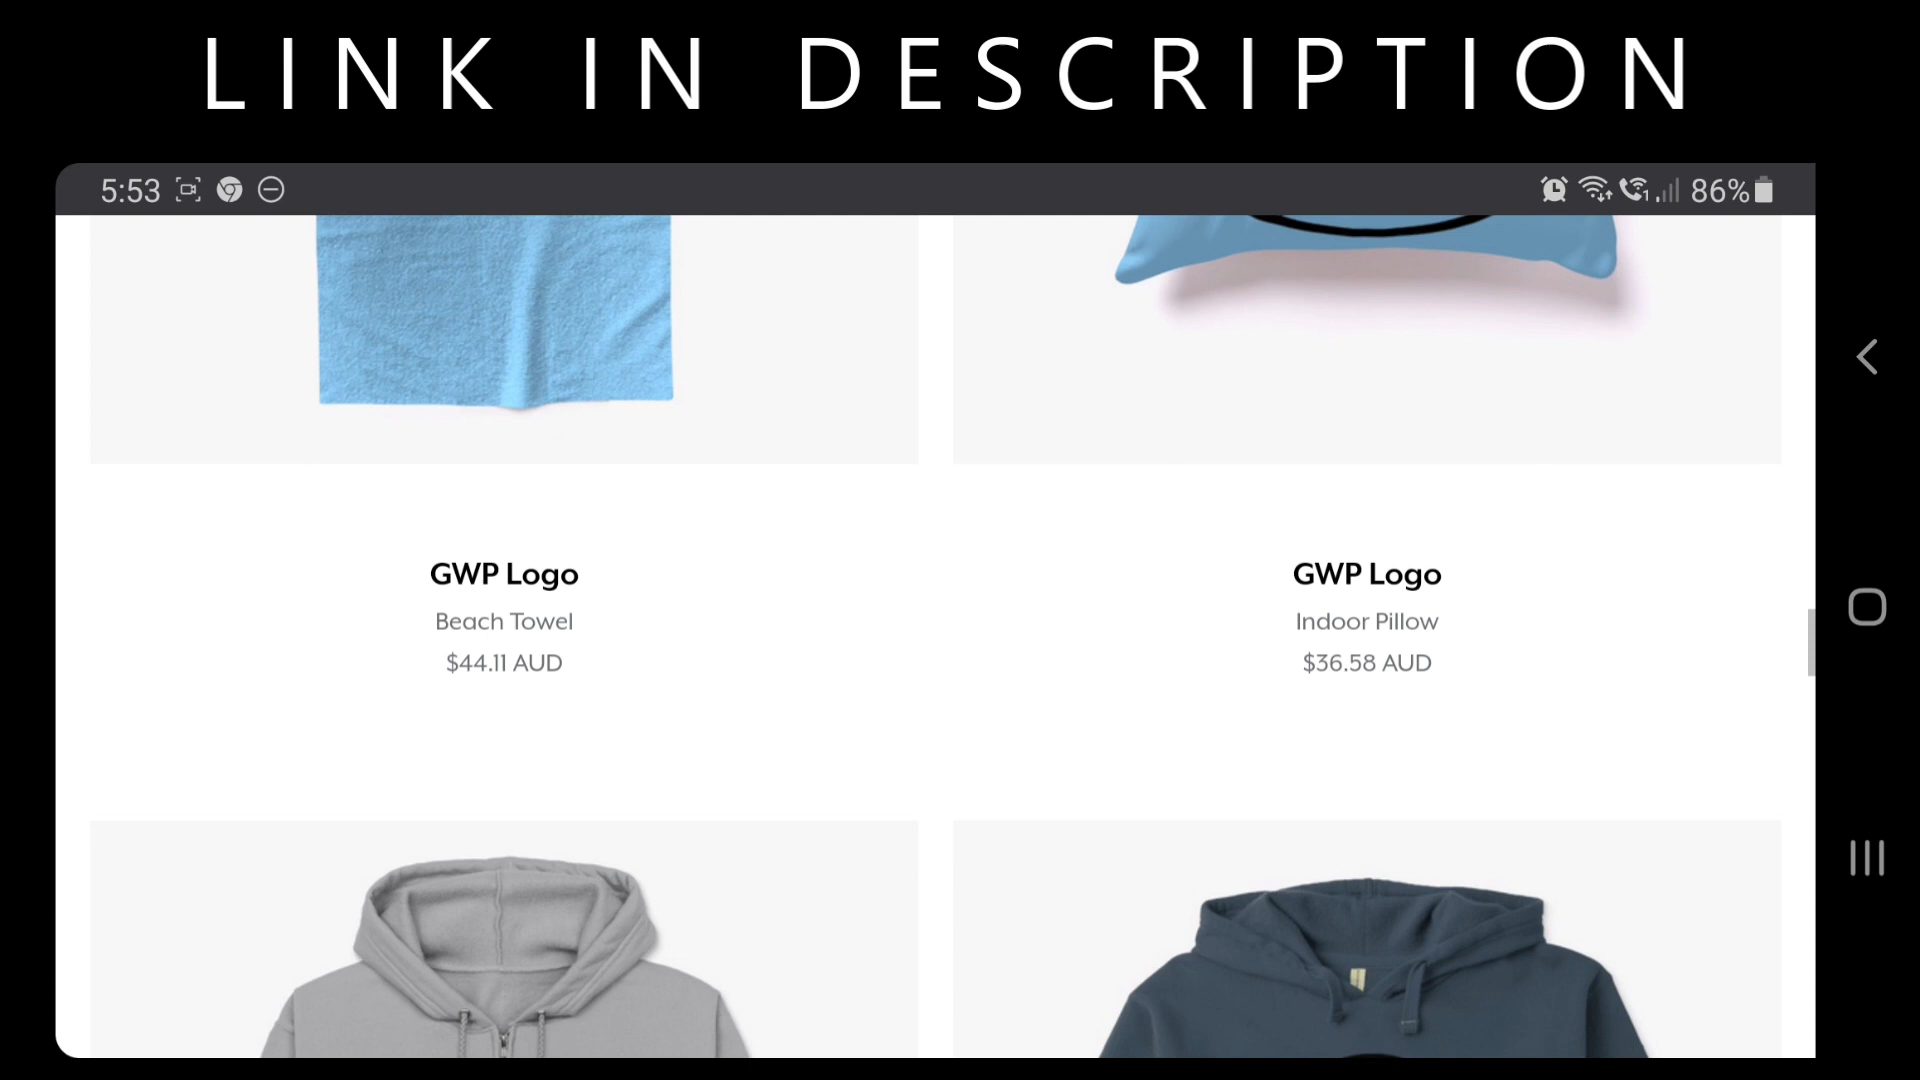 LINK IN DESCRIPTION
5:53
86%
GWP Logo
Beach Towel
$44.11 AUD
GWP Logo
Indoor Pillow
$36.58 AUD